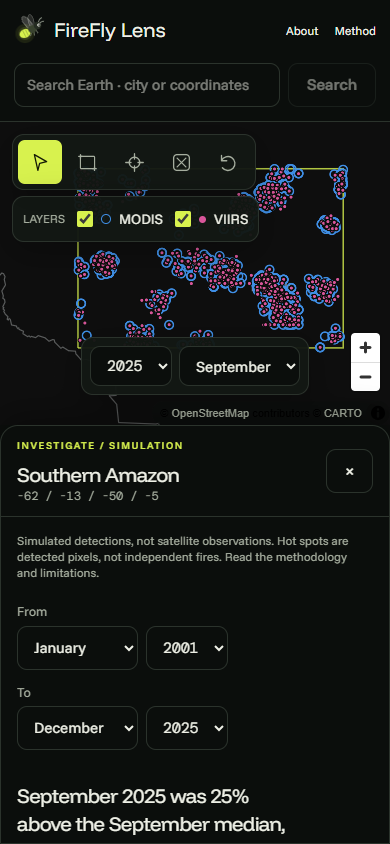 FireFly Lens
About
Method
Search Earth · city or coordinates
Search
LAYERS
MODIS
VIIRS
2025
September
+
−
© OpenStreetMap contributors © CARTO
INVESTIGATE / SIMULATION
Southern Amazon
-62 / -13 / -50 / -5
×
Simulated detections, not satellite observations. Hot spots are
detected pixels, not independent fires. Read the methodology
and limitations.
From
January
2001
To
December
2025
September 2025 was 25%
above the September median,